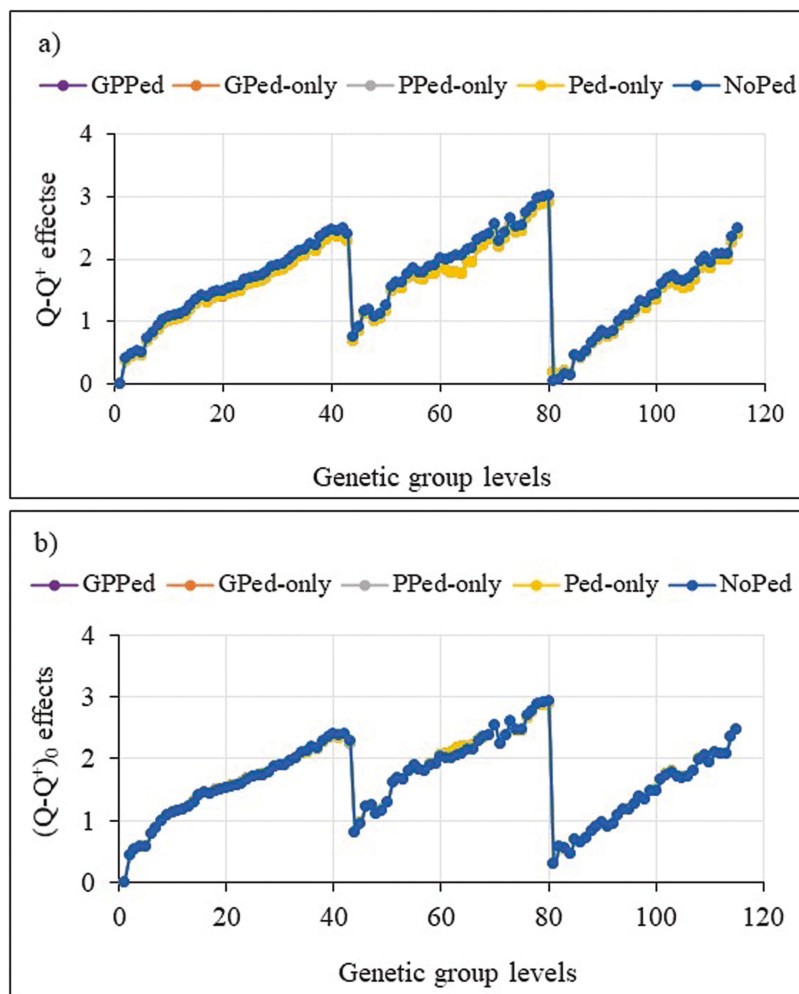 a)
GPPed GPed-only PPed-only Ped-only NoPed
4
3
2
1
0
Q-Q⁺ effectse
0 20 40 60 80 100 120
Genetic group levels
b)
GPPed GPed-only PPed-only Ped-only NoPed
4
3
2
1
0
(Q-Q⁺)₀ effects
0 20 40 60 80 100 120
Genetic group levels